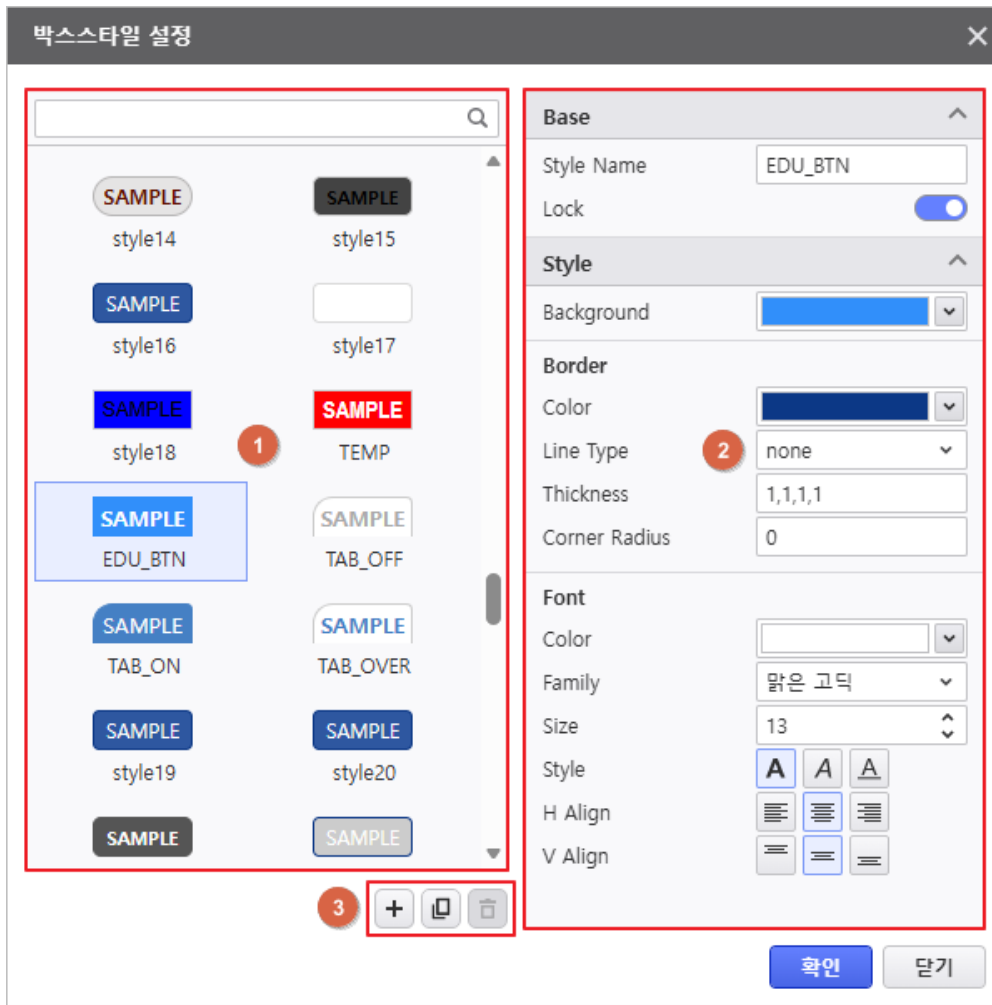 박스스타일 설정
SAMPLE SAMPLE
style14 style15
SAMPLE
style16 style17
SAMPLE SAMPLE
style18 TEMP
1
SAMPLE SAMPLE
EDU_BTN TAB_OFF
SAMPLE SAMPLE
TAB_ON TAB_OVER
SAMPLE SAMPLE
style19 style20
SAMPLE SAMPLE
3
Base
Style Name EDU_BTN
Lock
Style
Background
Border
Color
Line Type 2 none
Thickness 1,1,1,1
Corner Radius 0
Font
Color
Family 맑은 고딕
Size 13
Style A A A
H Align
V Align
확인 닫기